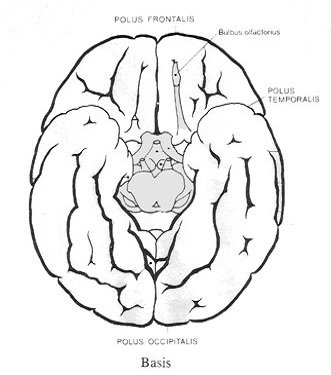 POLUS FRONTALIS
Bulbus olfactorius
POLUS
TEMPORALIS
POLUS OCCIPITALIS
Basis